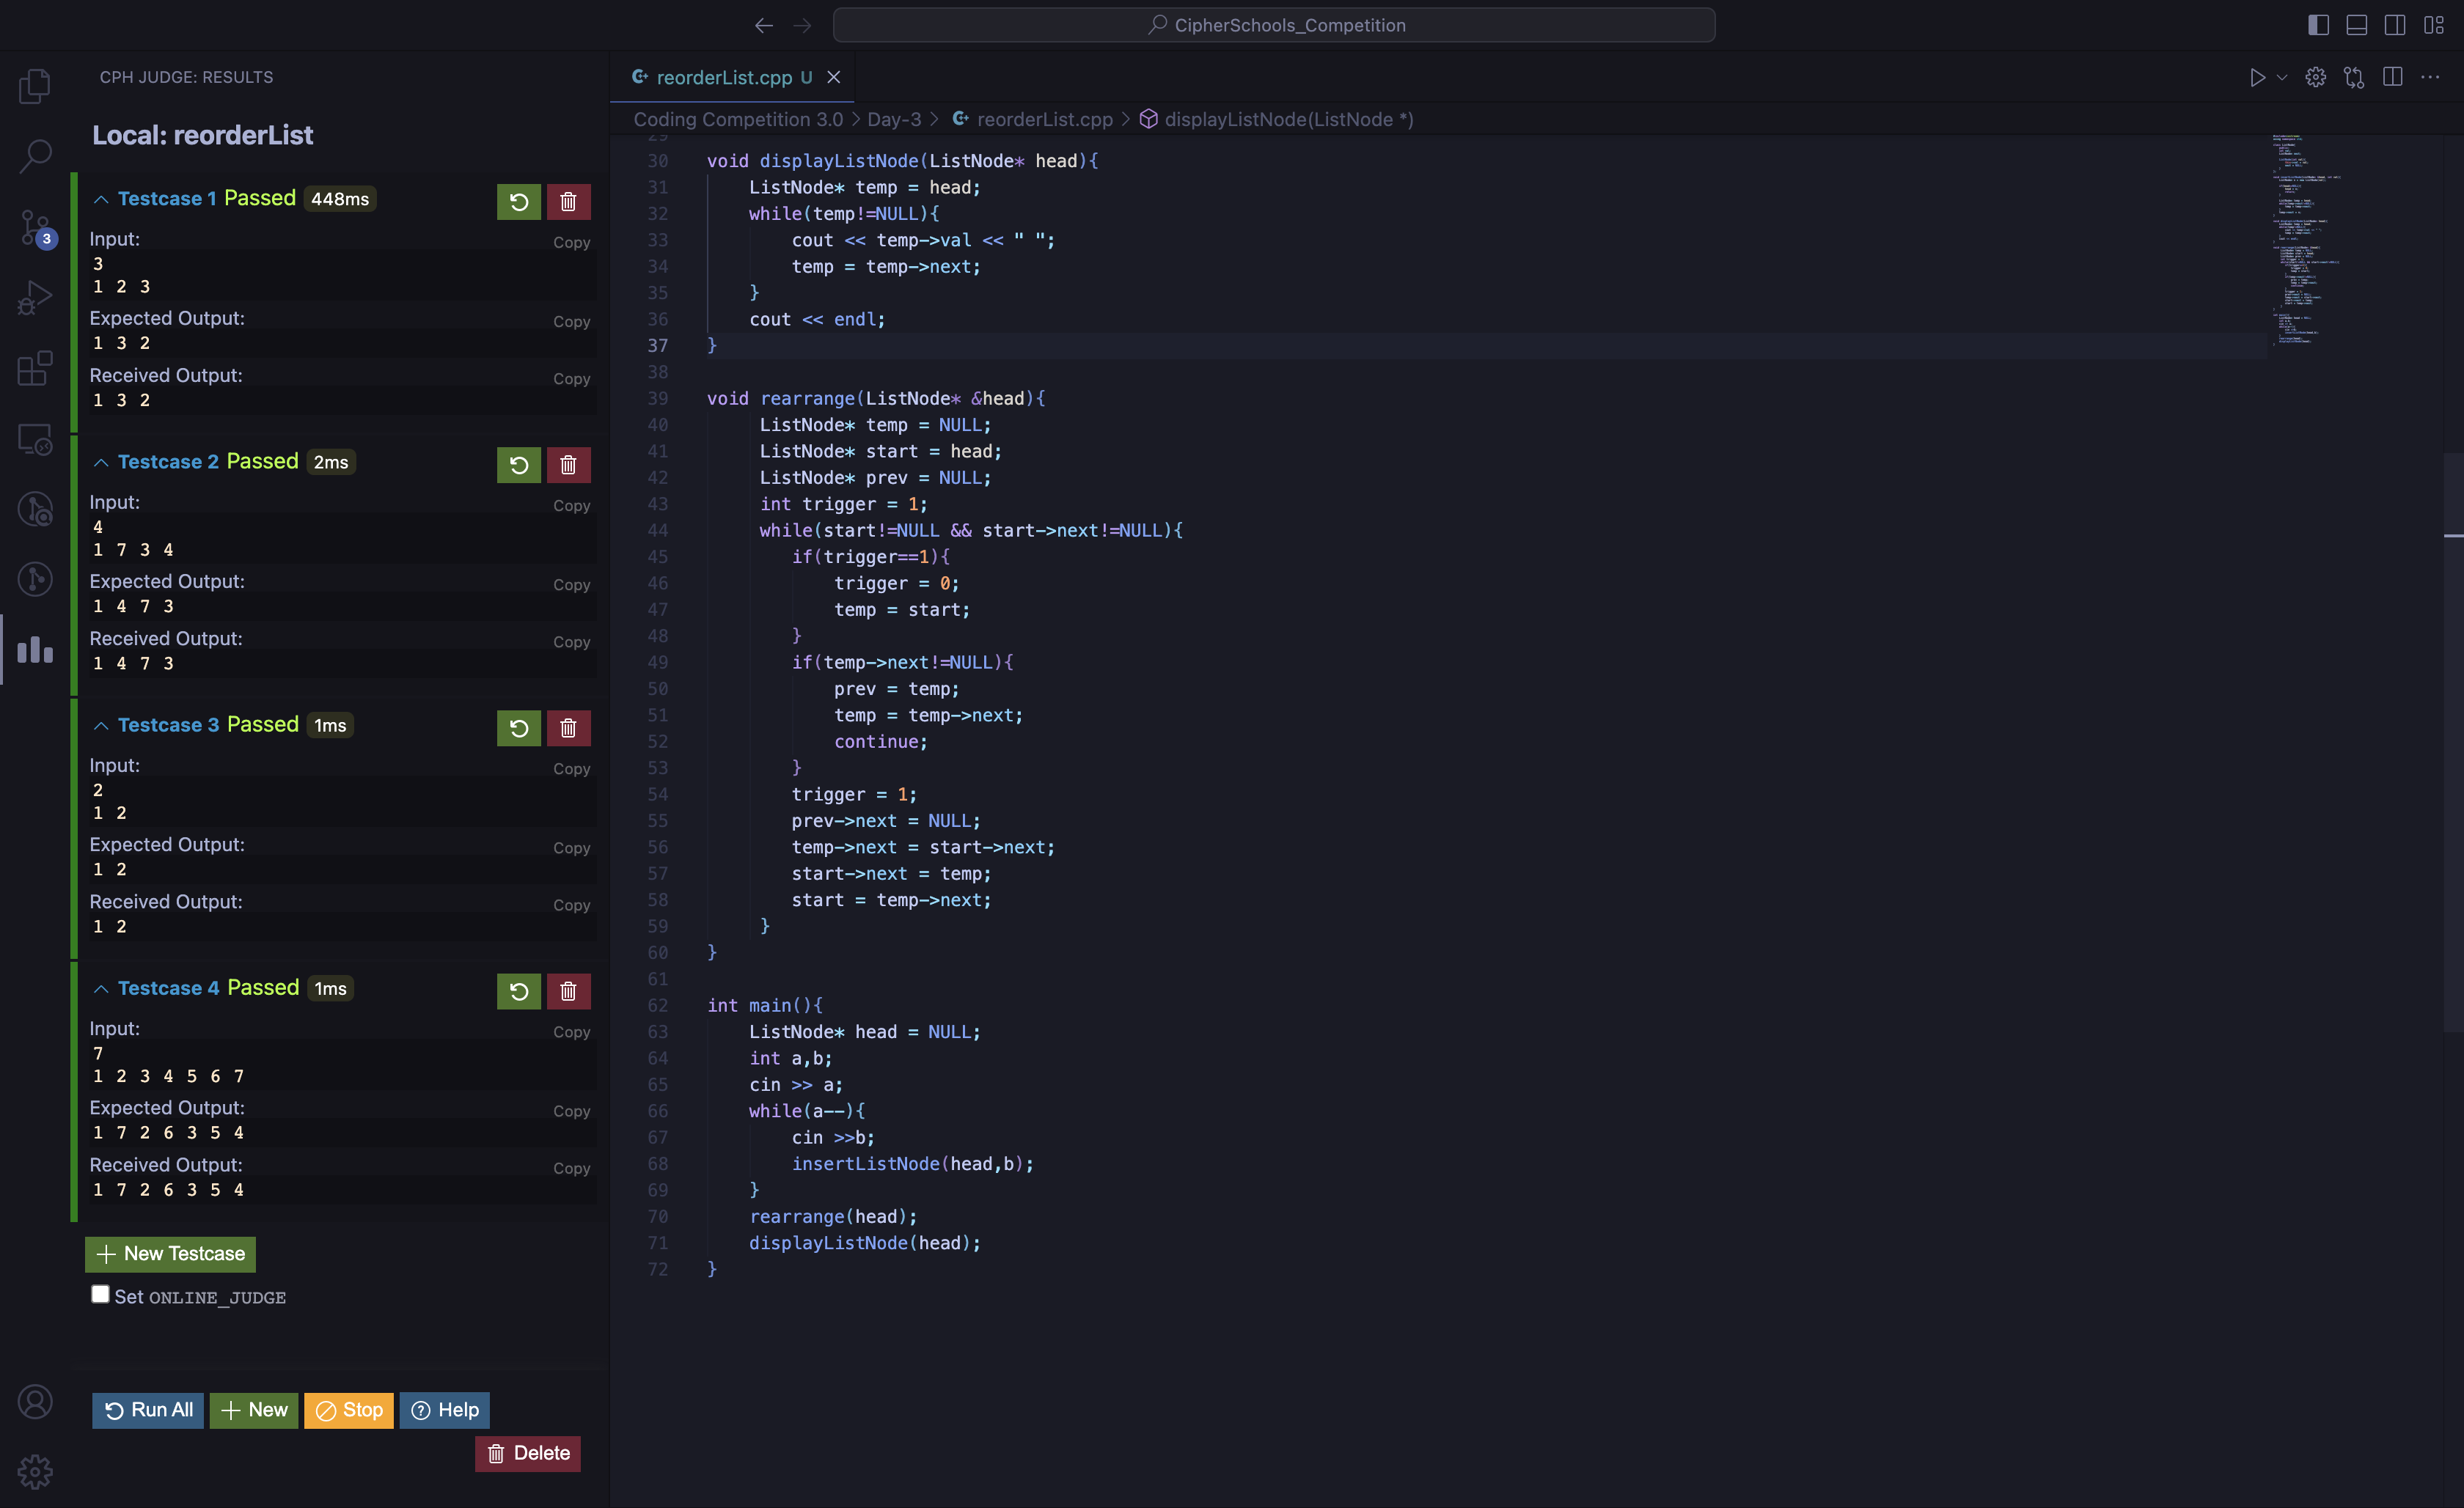 CipherSchools_Competition
CPH JUDGE: RESULTS
Local: reorderList
Testcase 1 Passed 448ms
Input:
Copy
3
1 2 3
Expected Output:
Copy
1 3 2
Received Output:
Copy
1 3 2
Testcase 2 Passed 2ms
Input:
Copy
4
1 7 3 4
Expected Output:
Copy
1 4 7 3
Received Output:
Copy
1 4 7 3
Testcase 3 Passed 1ms
Input:
Copy
2
1 2
Expected Output:
Copy
1 2
Received Output:
Copy
1 2
Testcase 4 Passed 1ms
Input:
Copy
7
1 2 3 4 5 6 7
Expected Output:
Copy
1 7 2 6 3 5 4
Received Output:
Copy
1 7 2 6 3 5 4
New Testcase
Set ONLINE_JUDGE
Run All
New
Stop
Help
Delete
3
reorderList.cpp U
Coding Competition 3.0 > Day-3 > reorderList.cpp > displayListNode(ListNode *)
29
30 void displayListNode(ListNode* head){
31     ListNode* temp = head;
32     while(temp!=NULL){
33         cout << temp->val << " ";
34         temp = temp->next;
35     }
36     cout << endl;
37 }
38
39 void rearrange(ListNode* &head){
40      ListNode* temp = NULL;
41      ListNode* start = head;
42      ListNode* prev = NULL;
43      int trigger = 1;
44      while(start!=NULL && start->next!=NULL){
45         if(trigger==1){
46             trigger = 0;
47             temp = start;
48         }
49         if(temp->next!=NULL){
50             prev = temp;
51             temp = temp->next;
52             continue;
53         }
54         trigger = 1;
55         prev->next = NULL;
56         temp->next = start->next;
57         start->next = temp;
58         start = temp->next;
59      }
60 }
61
62 int main(){
63     ListNode* head = NULL;
64     int a,b;
65     cin >> a;
66     while(a--){
67         cin >>b;
68         insertListNode(head,b);
69     }
70     rearrange(head);
71     displayListNode(head);
72 }